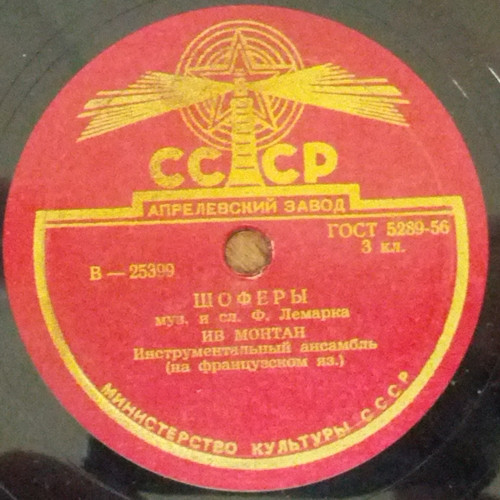 СССР
АПРЕЛЕВСКИЙ ЗАВОД
ГОСТ 5289-56
3 кл.
В — 25399
ШОФЕРЫ
муз. и сл. Ф. Лемарка
ИВ МОНТАН
Инструментальный ансамбль
(на французском яз.)
МИНИСТЕРСТВО КУЛЬТУРЫ СССР